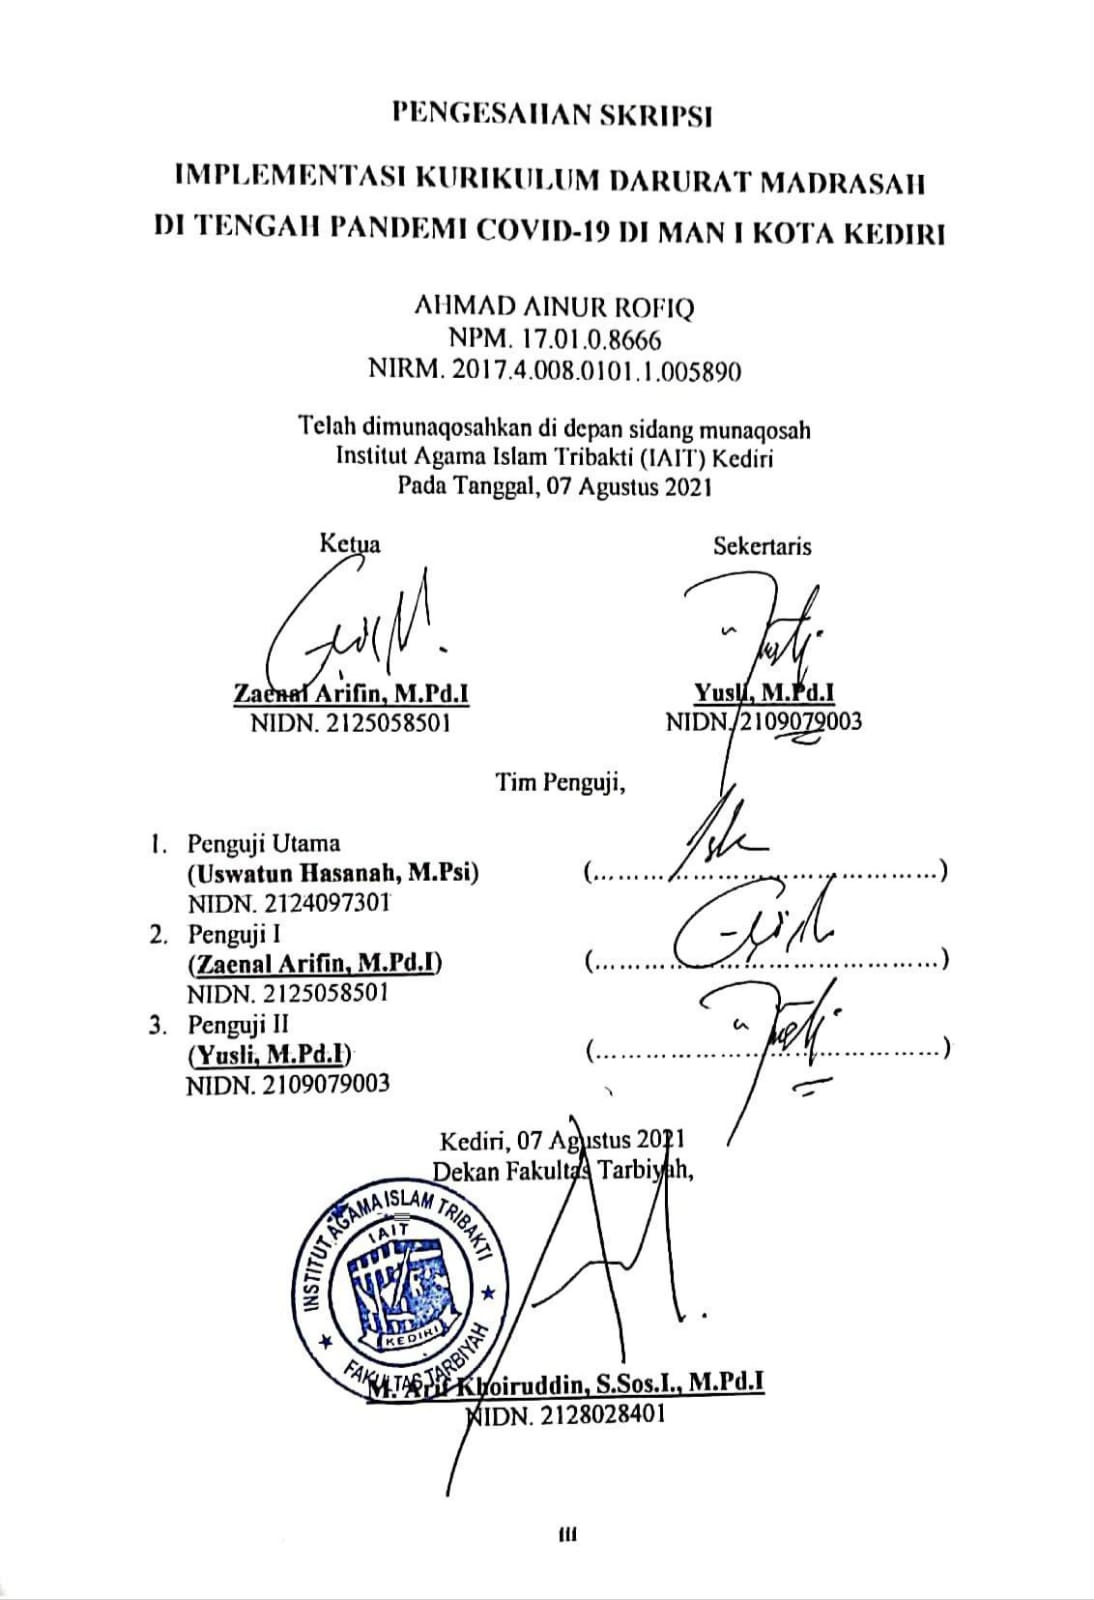 PENGESAHAN SKRIPSI
IMPLEMENTASI KURIKULUM DARURAT MADRASAH
DI TENGAH PANDEMI COVID-19 DI MAN I KOTA KEDIRI
AHMAD AINUR ROFIQ
NPM. 17.01.0.8666
NIRM. 2017.4.008.0101.1.005890
Telah dimunaqosahkan di depan sidang munaqosah
Institut Agama Islam Tribakti (IAIT) Kediri
Pada Tanggal, 07 Agustus 2021
Ketua
Zaenal Arifin, M.Pd.I
NIDN. 2125058501
Sekertaris
Yusli, M.Pd.I
NIDN. 2109079003
Tim Penguji,
1. Penguji Utama
(Uswatun Hasanah, M.Psi)
NIDN. 2124097301
(..............................................)
2. Penguji I
(Zaenal Arifin, M.Pd.I)
NIDN. 2125058501
(..............................................)
3. Penguji II
(Yusli, M.Pd.I)
NIDN. 2109079003
(..............................................)
Kediri, 07 Agustus 2021
Dekan Fakultas Tarbiyah,
INSTITUT AGAMA ISLAM TRIBAKTI
IAIT
KEDIRI
FAKULTAS TARBIYAH
M. Arif Khoiruddin, S.Sos.I., M.Pd.I
NIDN. 2128028401
III